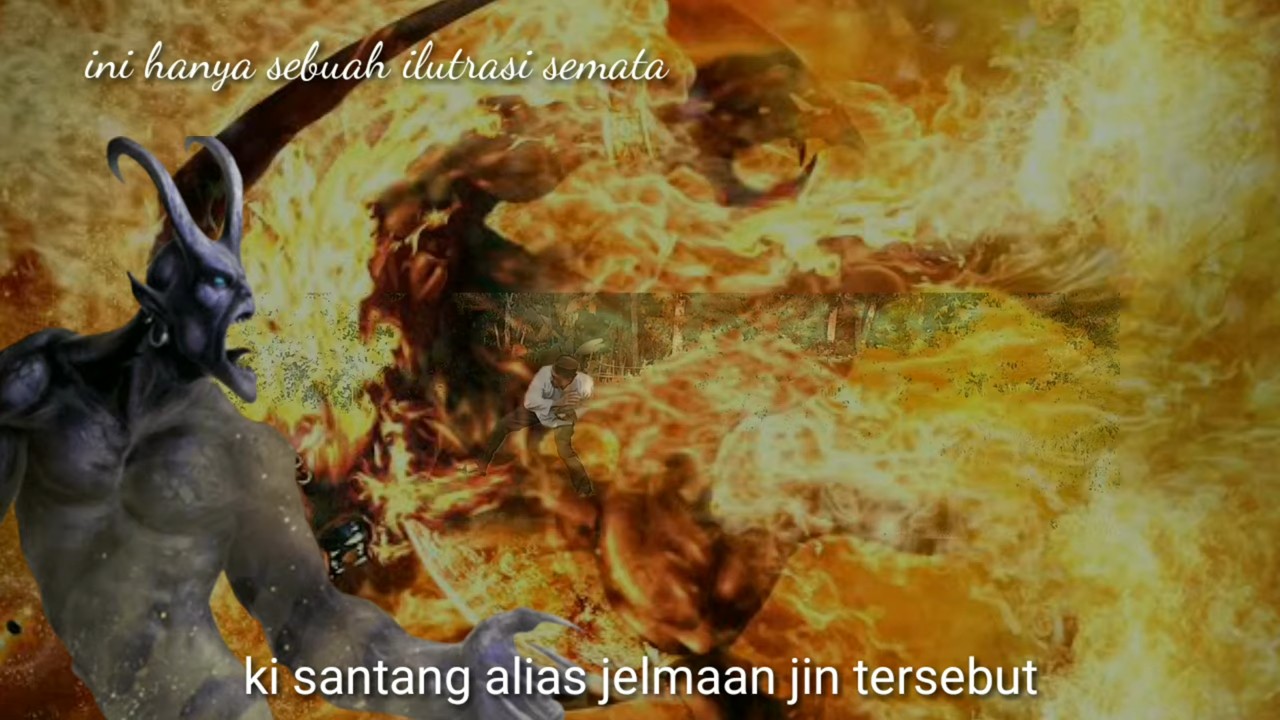 ini hanya sebuah ilutrasi semata
ki santang alias jelmaan jin tersebut